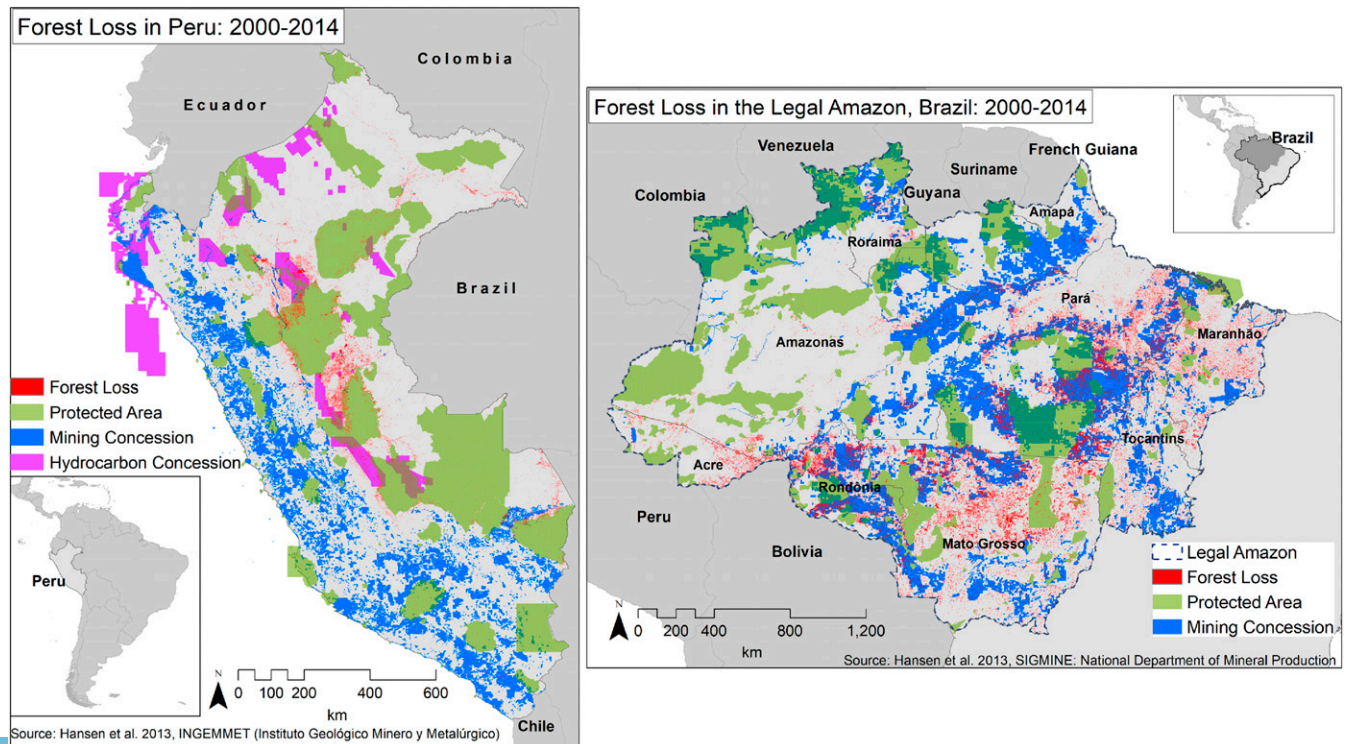 Forest Loss in Peru: 2000-2014
Colombia
Ecuador
Brazil
Forest Loss
Protected Area
Mining Concession
Hydrocarbon Concession
Peru
N
0 50 100 200 400 600
km
Chile
Source: Hansen et al. 2013, INGEMMET (Instituto Geológico Minero y Metalúrgico)
Forest Loss in the Legal Amazon, Brazil: 2000-2014
Brazil
Venezuela
Suriname
French Guiana
Colombia
Guyana
Amapá
Roraima
Pará
Maranhão
Amazonas
Tocantins
Acre
Rondônia
Peru
Mato Grosso
Bolivia
Legal Amazon
Forest Loss
Protected Area
Mining Concession
N
0 200 400 800 1,200
km
Source: Hansen et al. 2013, SIGMINE: National Department of Mineral Production